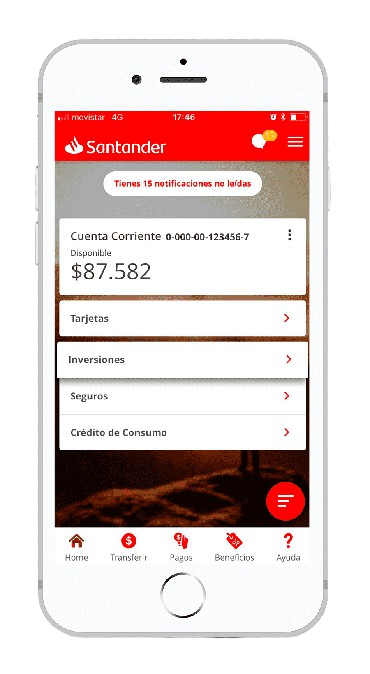 movistar 4G 17:46
Santander
15
Tienes 15 notificaciones no leídas
Cuenta Corriente 0-000-00-123456-7
Disponible
$87.582
Tarjetas
Inversiones
Seguros
Crédito de Consumo
Home Transferir Pagos Beneficios Ayuda